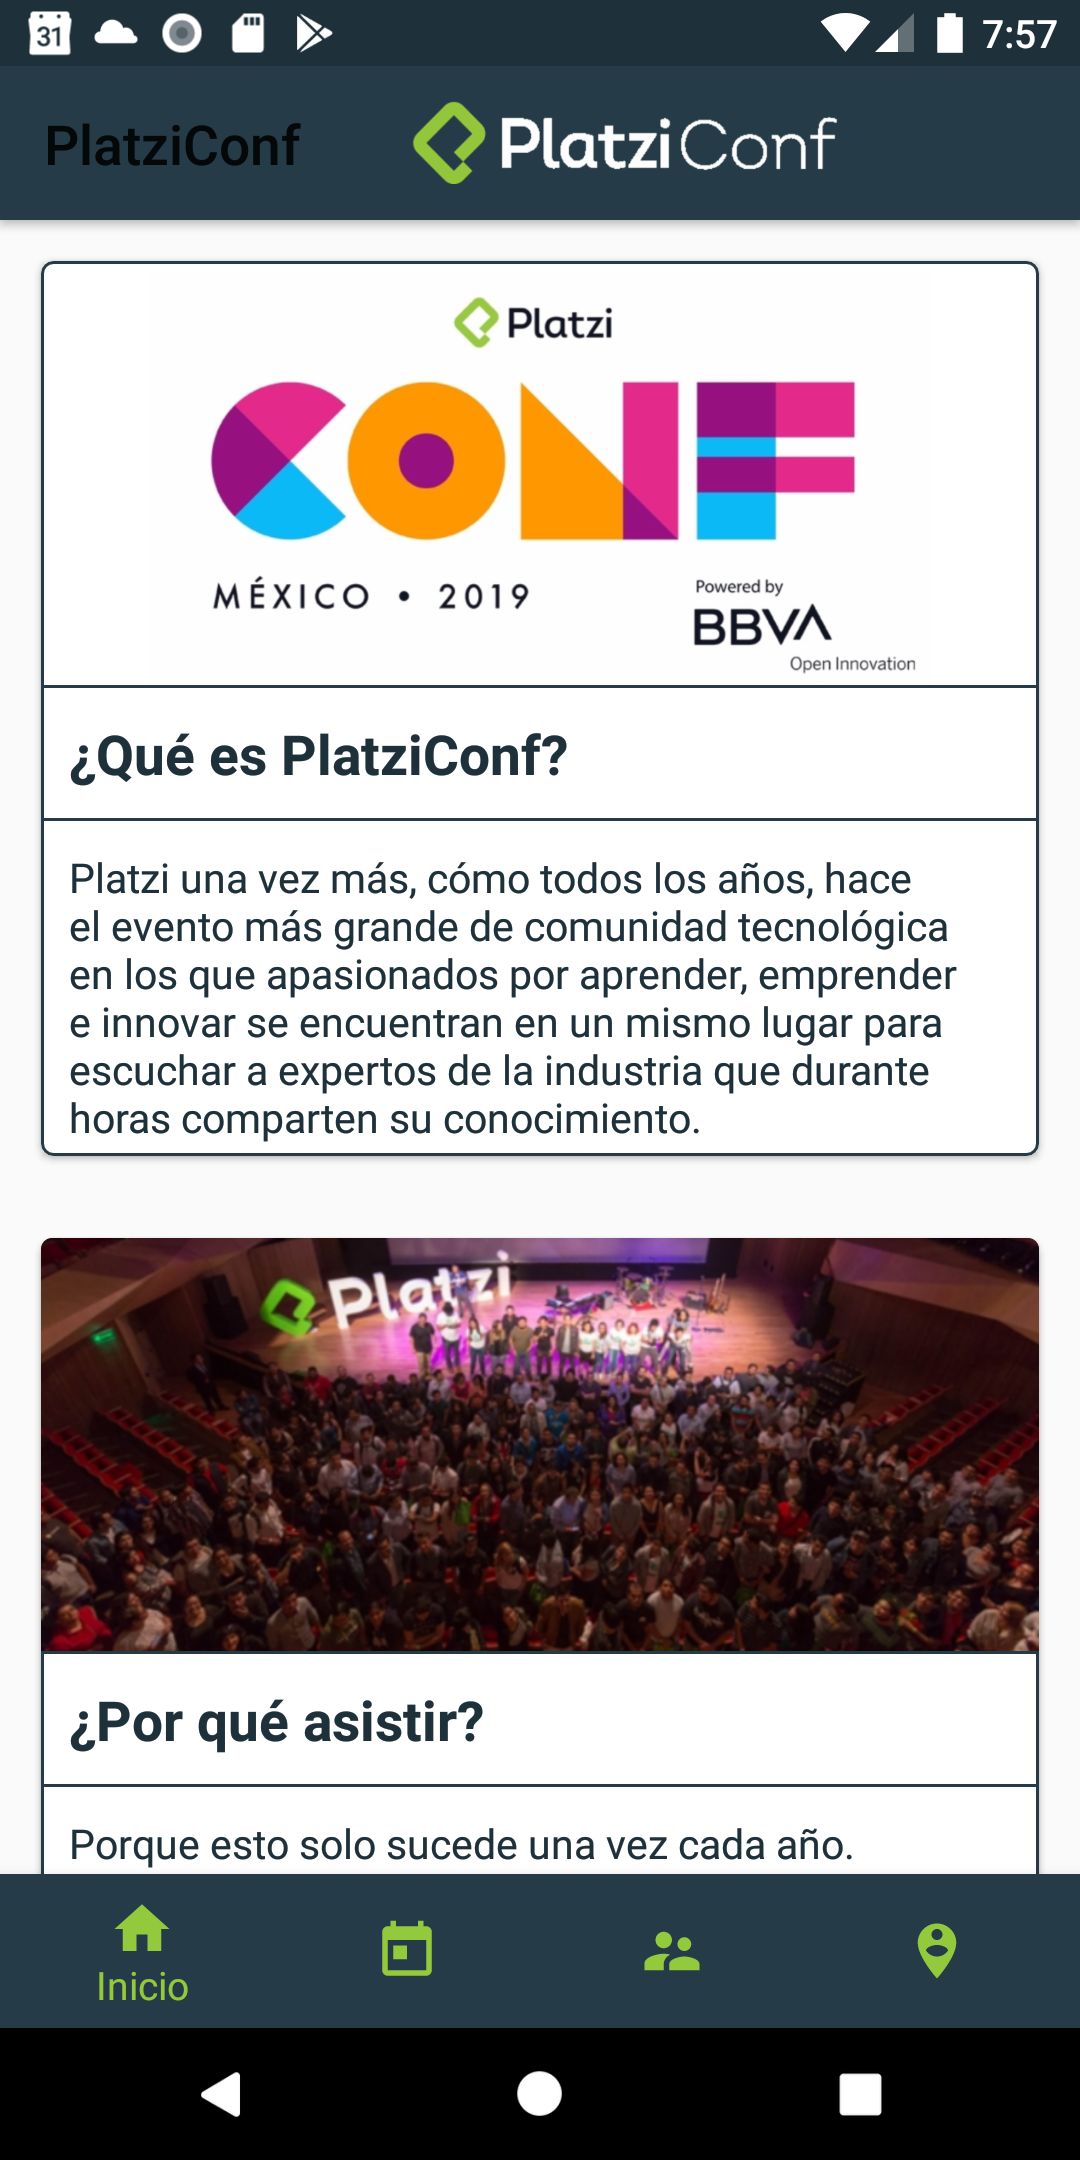 31
7:57
PlatziConf
PlatziConf
Platzi
CONF
MÉXICO • 2019
Powered by
BBVA
Open Innovation
¿Qué es PlatziConf?
Platzi una vez más, cómo todos los años, hace
el evento más grande de comunidad tecnológica
en los que apasionados por aprender, emprender
e innovar se encuentran en un mismo lugar para
escuchar a expertos de la industria que durante
horas comparten su conocimiento.
Platzi
¿Por qué asistir?
Porque esto solo sucede una vez cada año.
Inicio